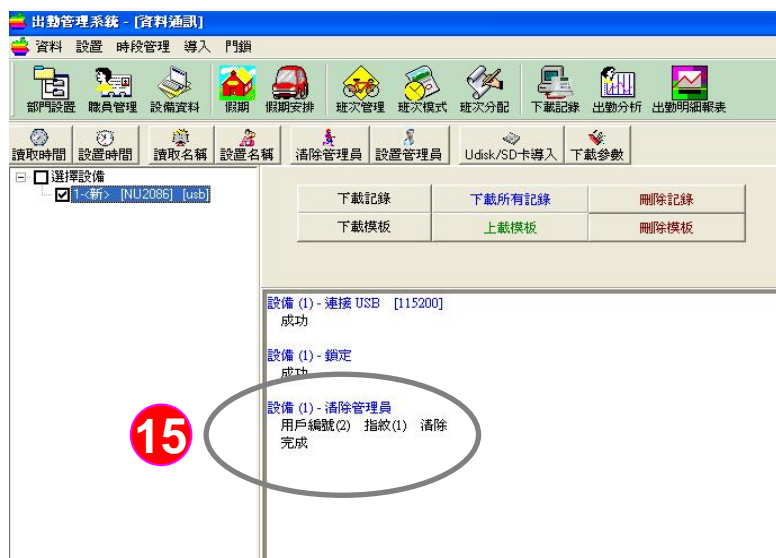 出勤管理系統 - [資料通訊]
資料 設置 時段管理 導入 門鎖
部門設置 職員管理 設備資料 假期 假期安排 班次管理 班次模式 班次分配 下載記錄 出勤分析 出勤明細報表
讀取時間 設置時間 讀取名稱 設置名稱 清除管理員 設置管理員 Udisk/SD卡導入 下載參數
選擇設備
1-<新> [NU2086] [usb]
下載記錄 下載所有記錄 刪除記錄
下載模板 上載模板 刪除模板
設備 (1) - 連接 USB [115200]
成功
設備 (1) - 鎖定
成功
設備 (1) - 清除管理員
用戶編號(2) 指紋(1) 清除
完成
15